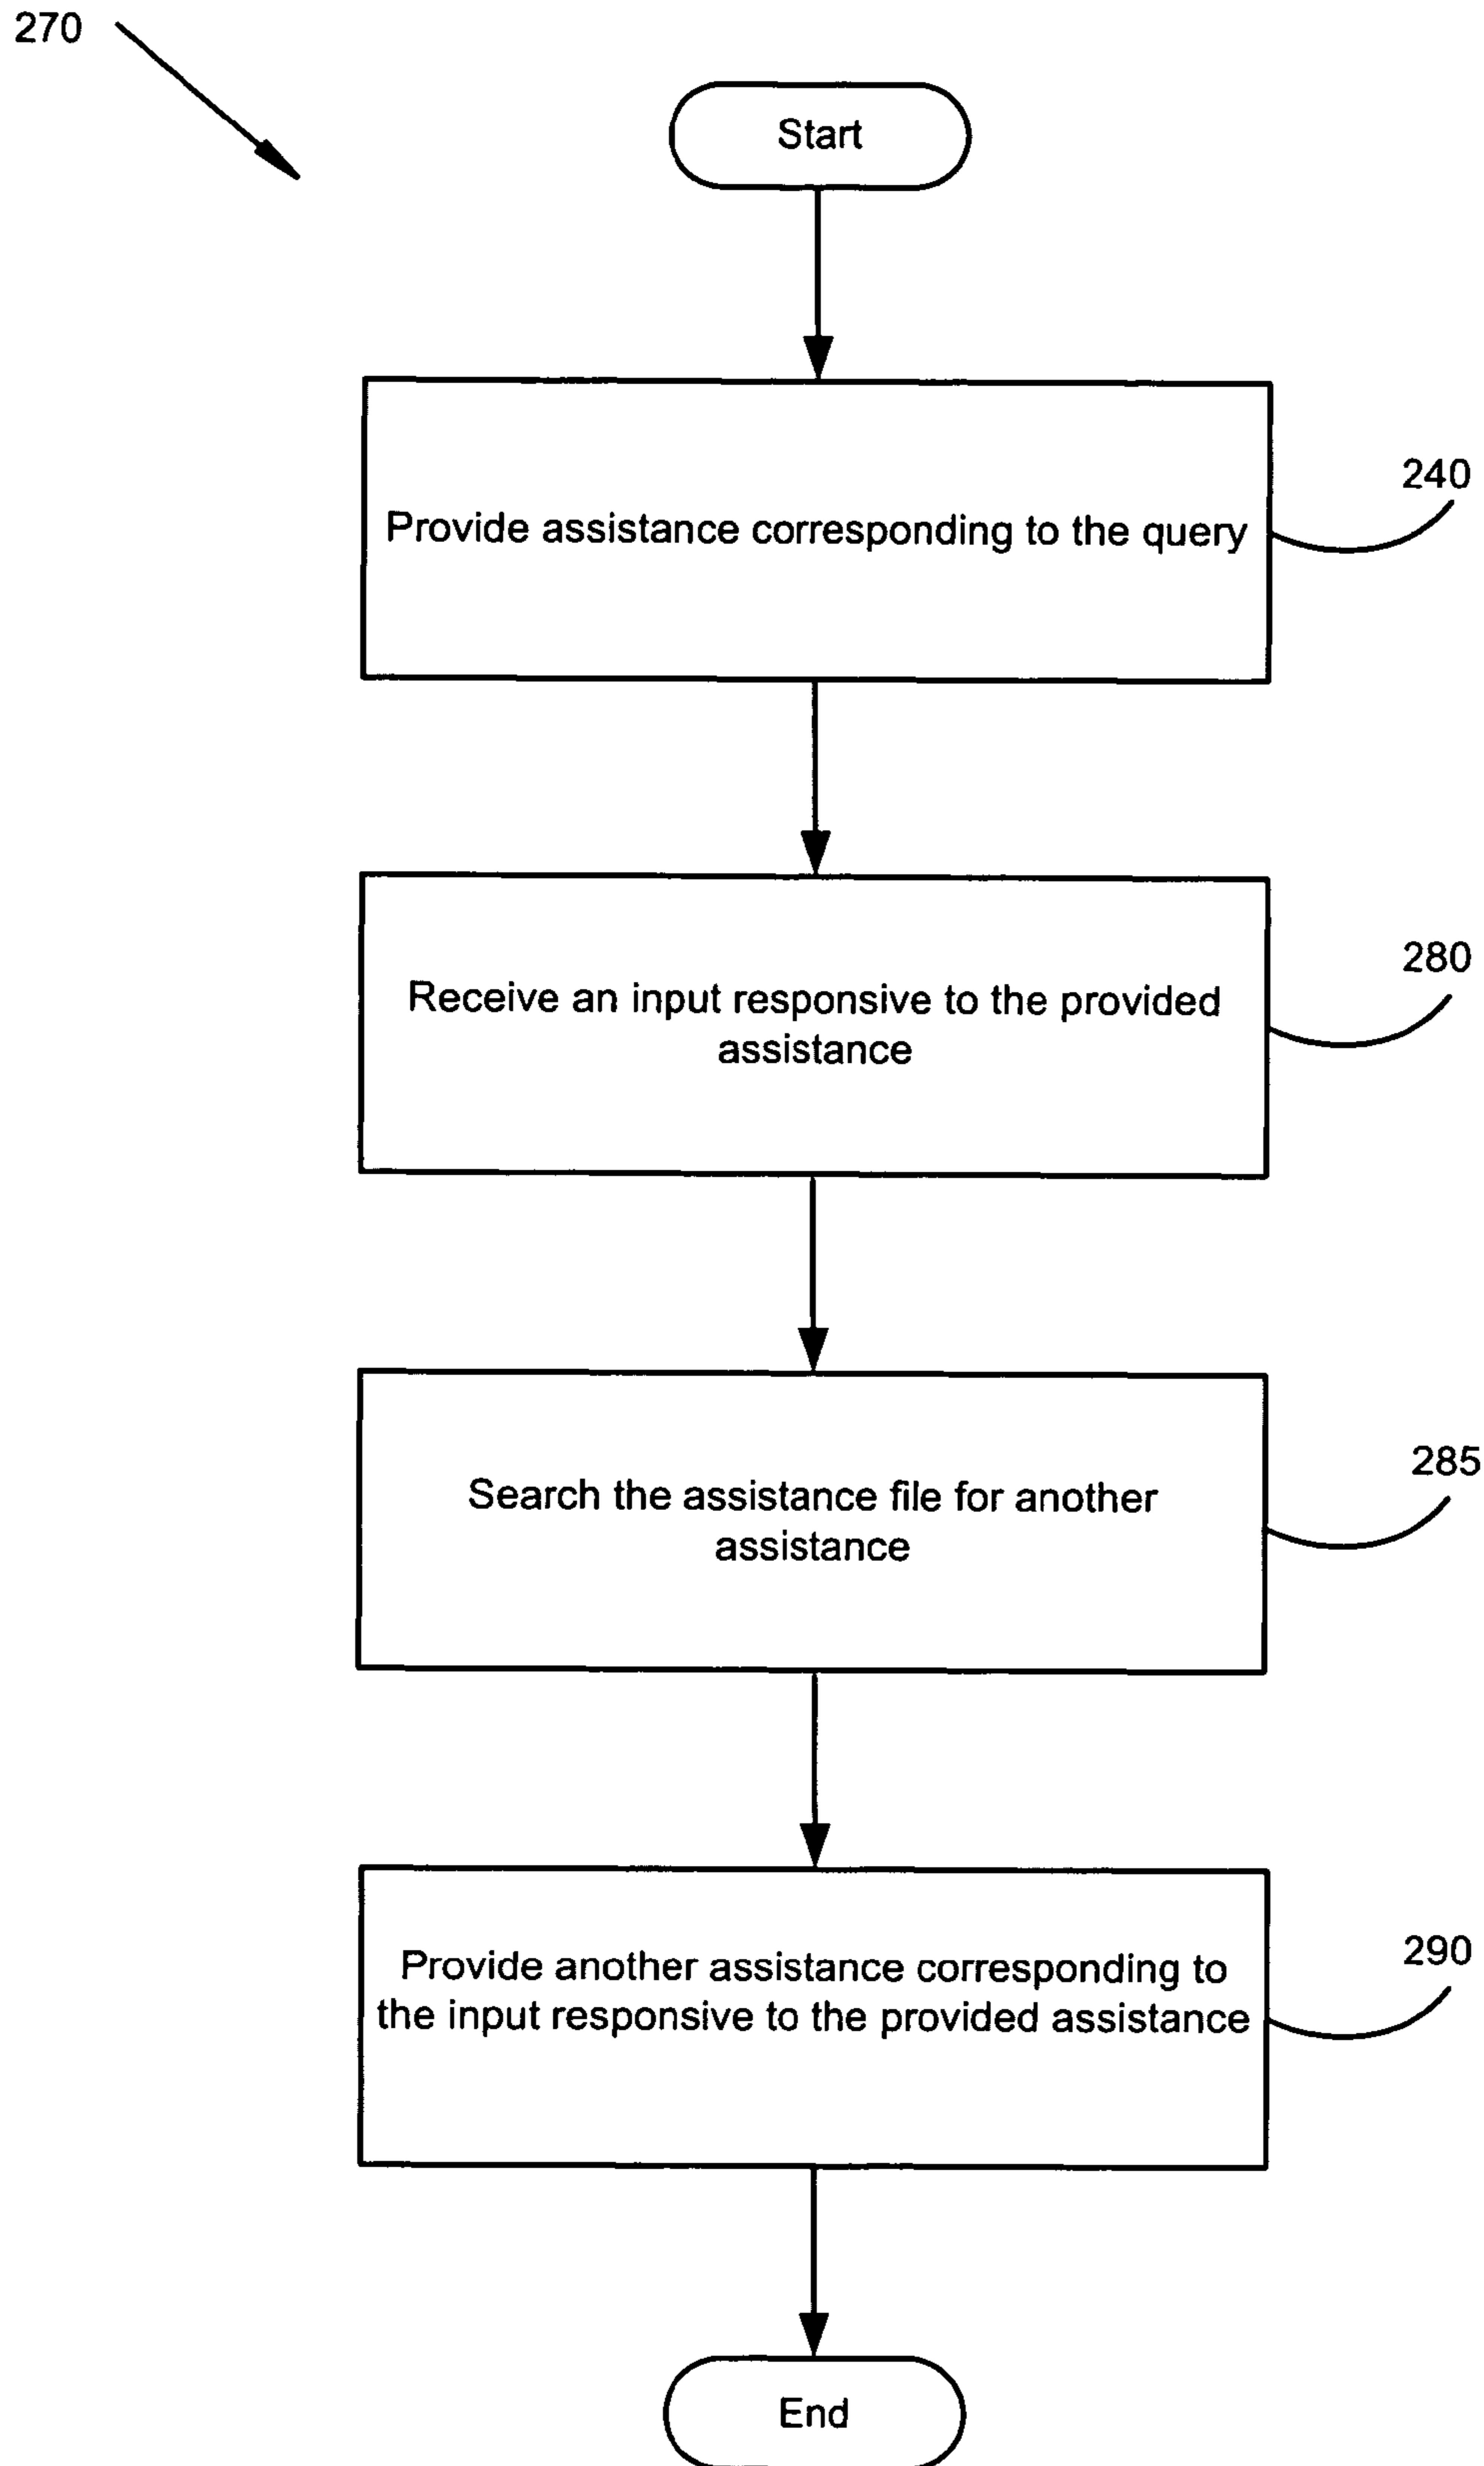 270
Start
240
Provide assistance corresponding to the query
280
Receive an input responsive to the provided
assistance
285
Search the assistance file for another
assistance
290
Provide another assistance corresponding to
the input responsive to the provided assistance
End